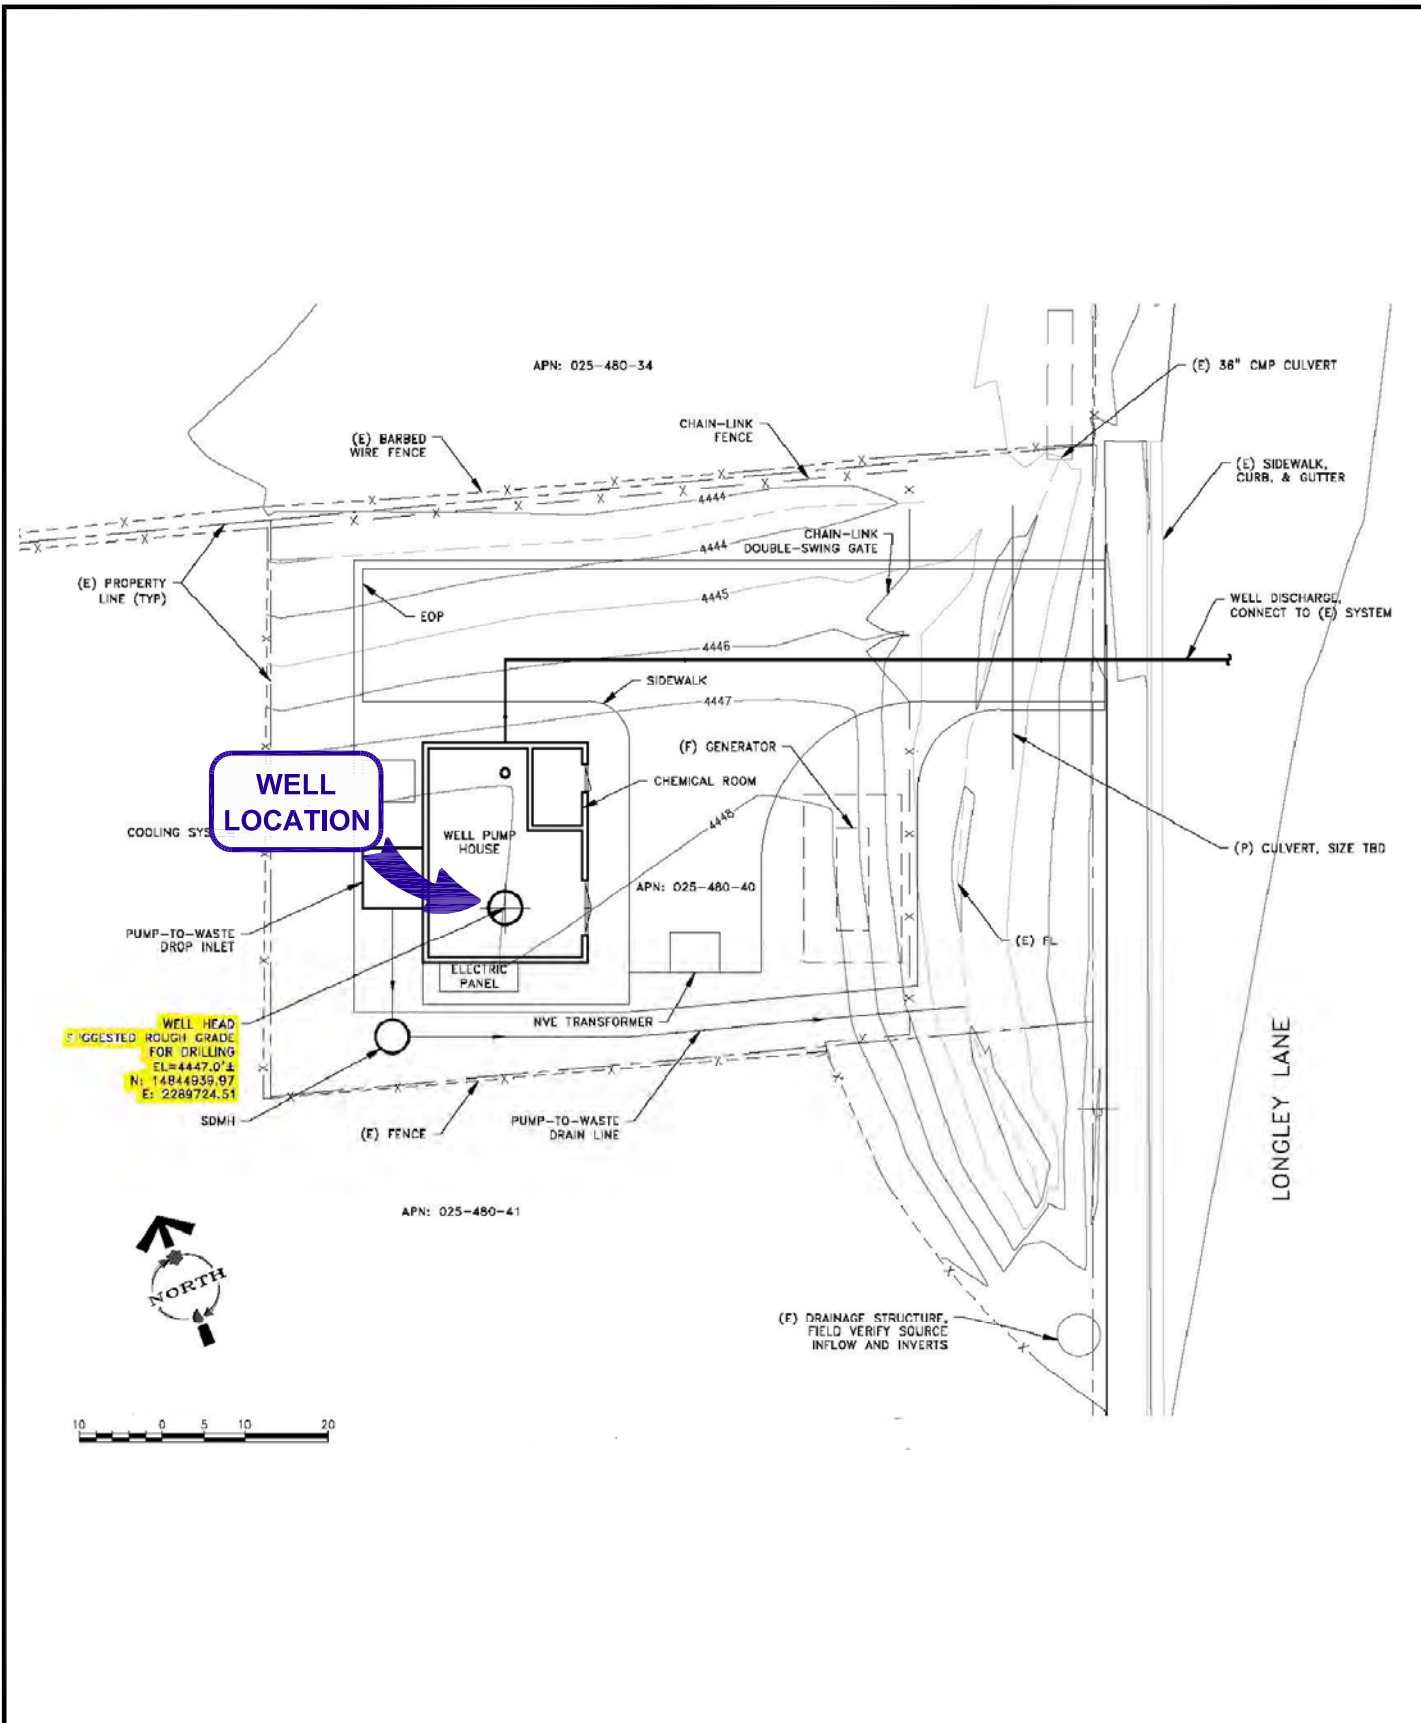 APN: 025-480-34
(E) 36" CMP CULVERT
CHAIN-LINK
FENCE
(E) BARBED
WIRE FENCE
(E) SIDEWALK,
CURB, & GUTTER
4444
CHAIN-LINK
DOUBLE-SWING GATE
4444
(E) PROPERTY
LINE (TYP)
EOP
4445
WELL DISCHARGE,
CONNECT TO (E) SYSTEM
4446
SIDEWALK
4447
(F) GENERATOR
WELL
LOCATION
CHEMICAL ROOM
COOLING SYS
WELL PUMP
HOUSE
4448
(P) CULVERT, SIZE TBD
APN: 025-480-40
PUMP-TO-WASTE
DROP INLET
(E) FL
ELECTRIC
PANEL
NVE TRANSFORMER
WELL HEAD
SUGGESTED ROUGH GRADE
FOR DRILLING
EL=4447.0'±
N: 14844939.97
E: 2289724.51
SDMH
(E) FENCE
PUMP-TO-WASTE
DRAIN LINE
LONGLEY LANE
APN: 025-480-41
NORTH
(F) DRAINAGE STRUCTURE,
FIELD VERIFY SOURCE
INFLOW AND INVERTS
10 0 5 10 20